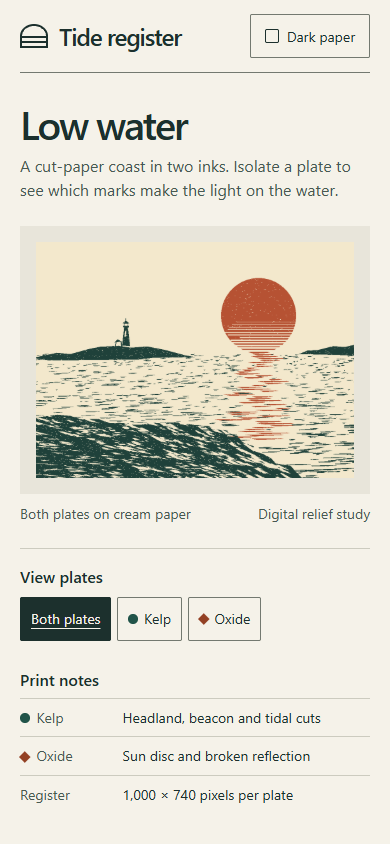 Tide register
Dark paper
Low water
A cut-paper coast in two inks. Isolate a plate to
see which marks make the light on the water.
Both plates on cream paper
Digital relief study
View plates
Both plates
Kelp
Oxide
Print notes
Kelp
Headland, beacon and tidal cuts
Oxide
Sun disc and broken reflection
Register
1,000 × 740 pixels per plate